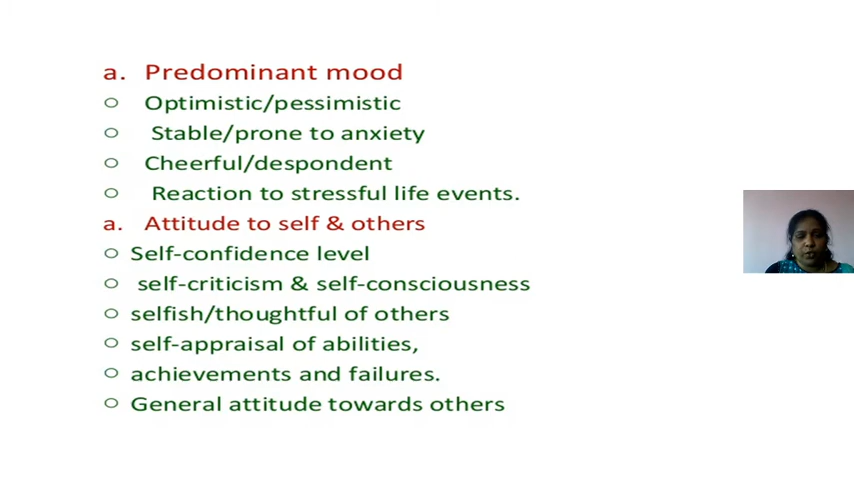 a. Predominant mood
○ Optimistic/pessimistic
○ Stable/prone to anxiety
○ Cheerful/despondent
○ Reaction to stressful life events.
a. Attitude to self & others
○ Self-confidence level
○ self-criticism & self-consciousness
○ selfish/thoughtful of others
○ self-appraisal of abilities,
○ achievements and failures.
○ General attitude towards others